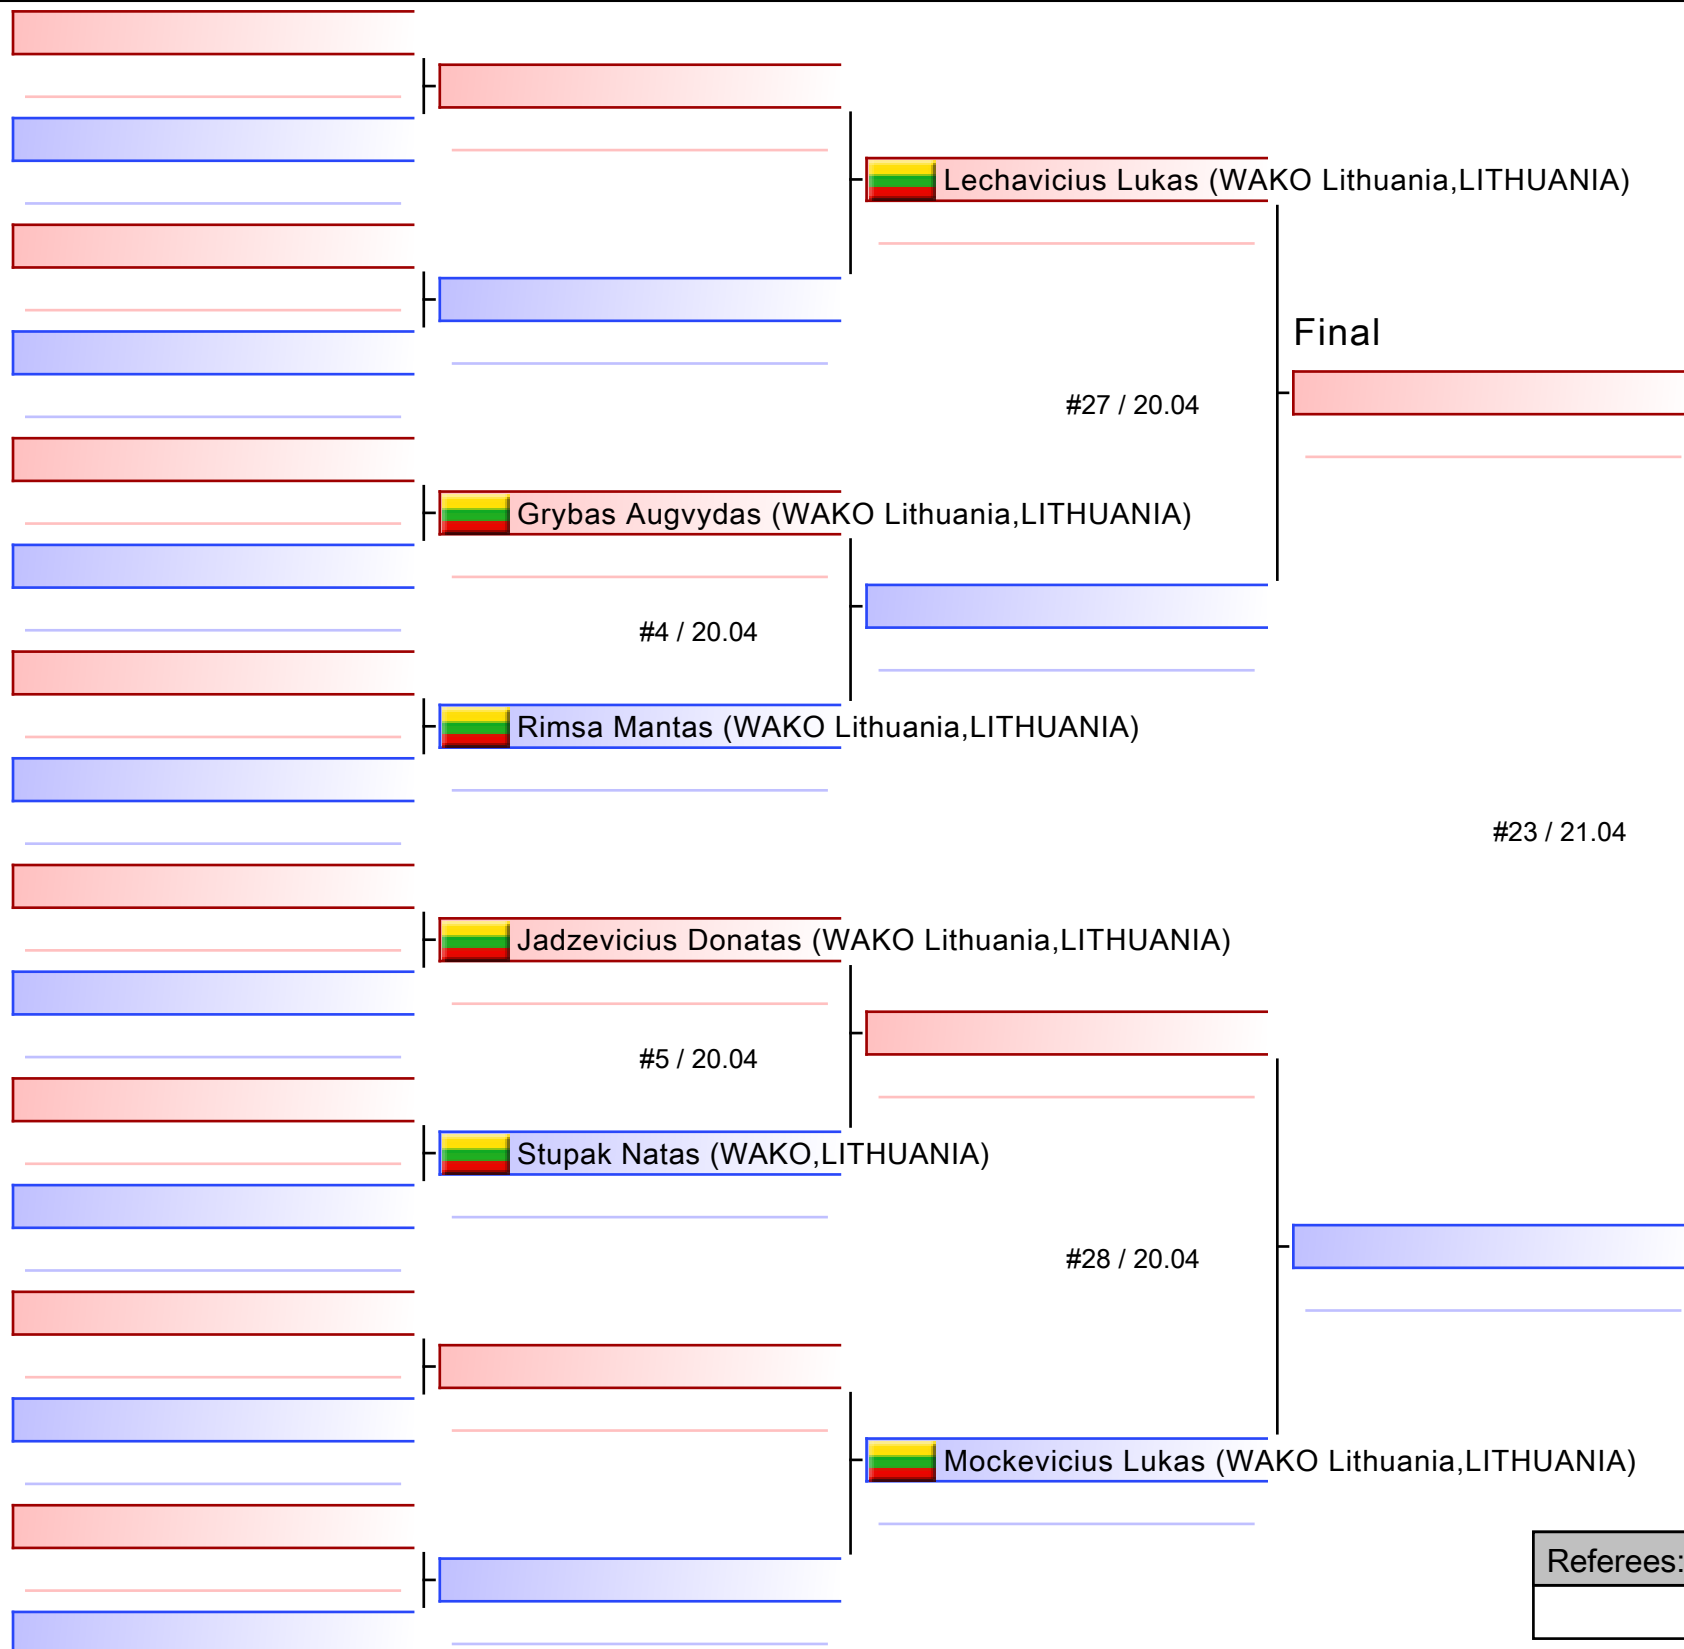 Lechavicius Lukas (WAKO Lithuania,LITHUANIA)
Final
#27 / 20.04
Grybas Augvydas (WAKO Lithuania,LITHUANIA)
#4 / 20.04
Rimsa Mantas (WAKO Lithuania,LITHUANIA)
#23 / 21.04
Jadzevicius Donatas (WAKO Lithuania,LITHUANIA)
#5 / 20.04
Stupak Natas (WAKO,LITHUANIA)
#28 / 20.04
Mockevicius Lukas (WAKO Lithuania,LITHUANIA)
Referees: